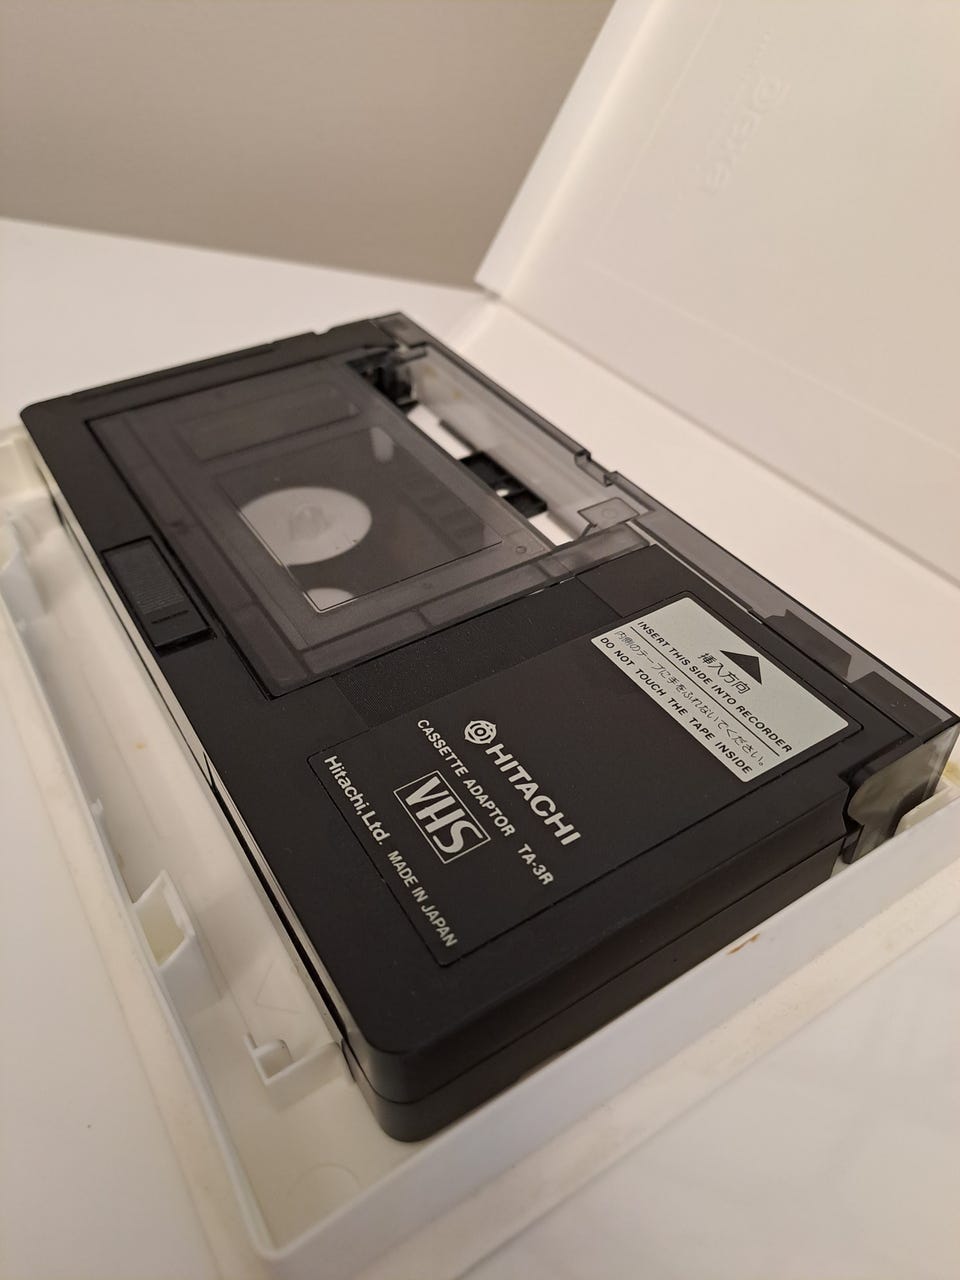 挿入方向
INSERT THIS SIDE INTO RECORDER
内側のテープに手をふれないでください。
DO NOT TOUCH THE TAPE INSIDE
HITACHI
CASSETTE ADAPTOR TA-3R
VHS
Hitachi, Ltd. MADE IN JAPAN